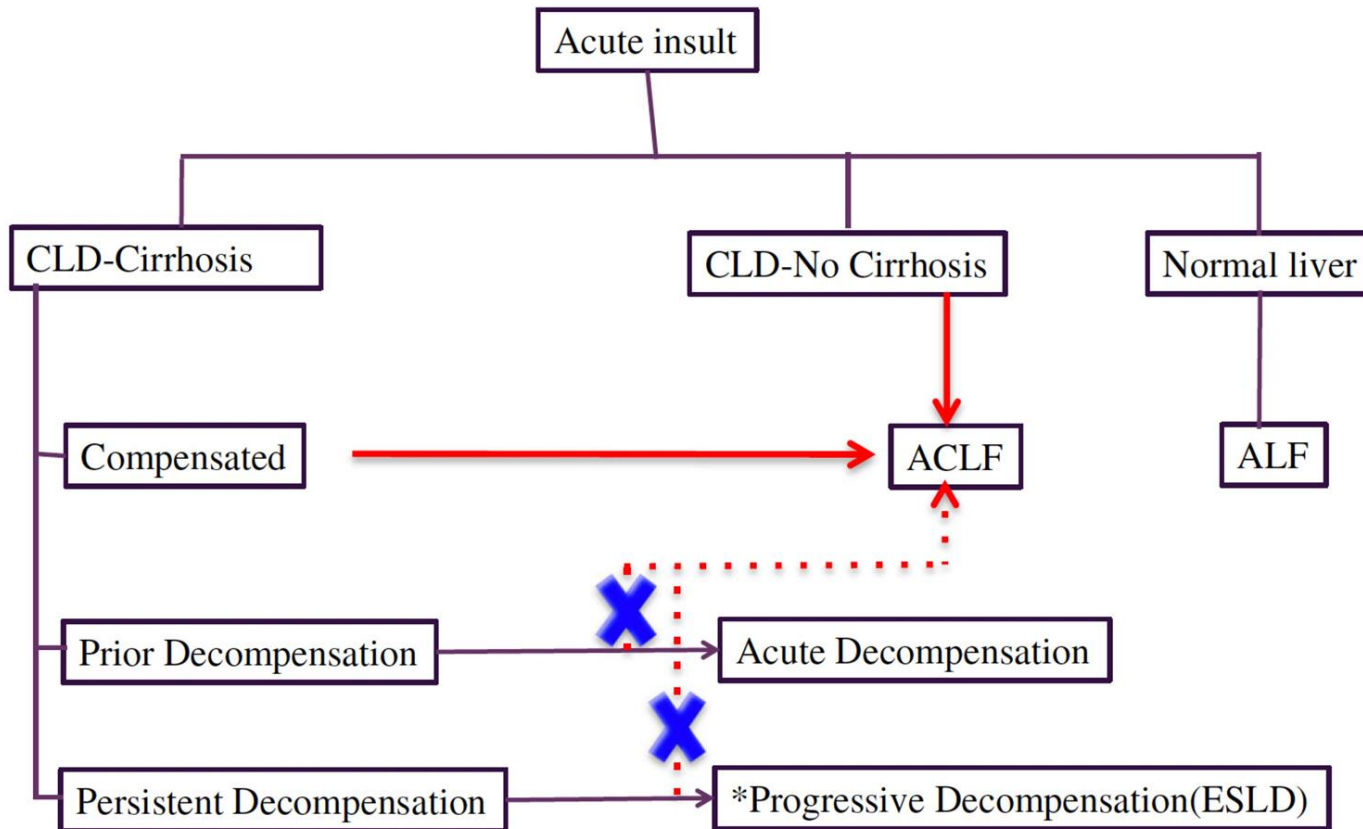 Acute insult
CLD-Cirrhosis
CLD-No Cirrhosis
Normal liver
Compensated
ACLF
ALF
Prior Decompensation
Acute Decompensation
Persistent Decompensation
*Progressive Decompensation(ESLD)